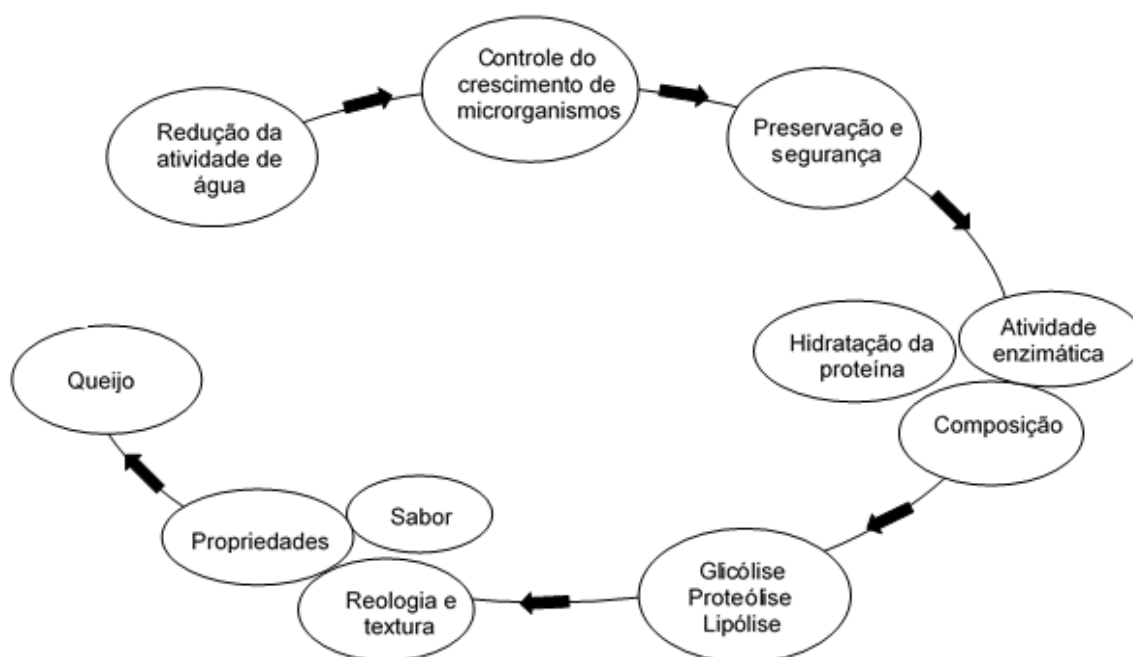 Redução da
atividade de
água
Controle do
crescimento de
microrganismos
Preservação e
segurança
Atividade
enzimática
Hidratação da
proteína
Composição
Glicólise
Proteólise
Lipólise
Reologia e
textura
Sabor
Propriedades
Queijo